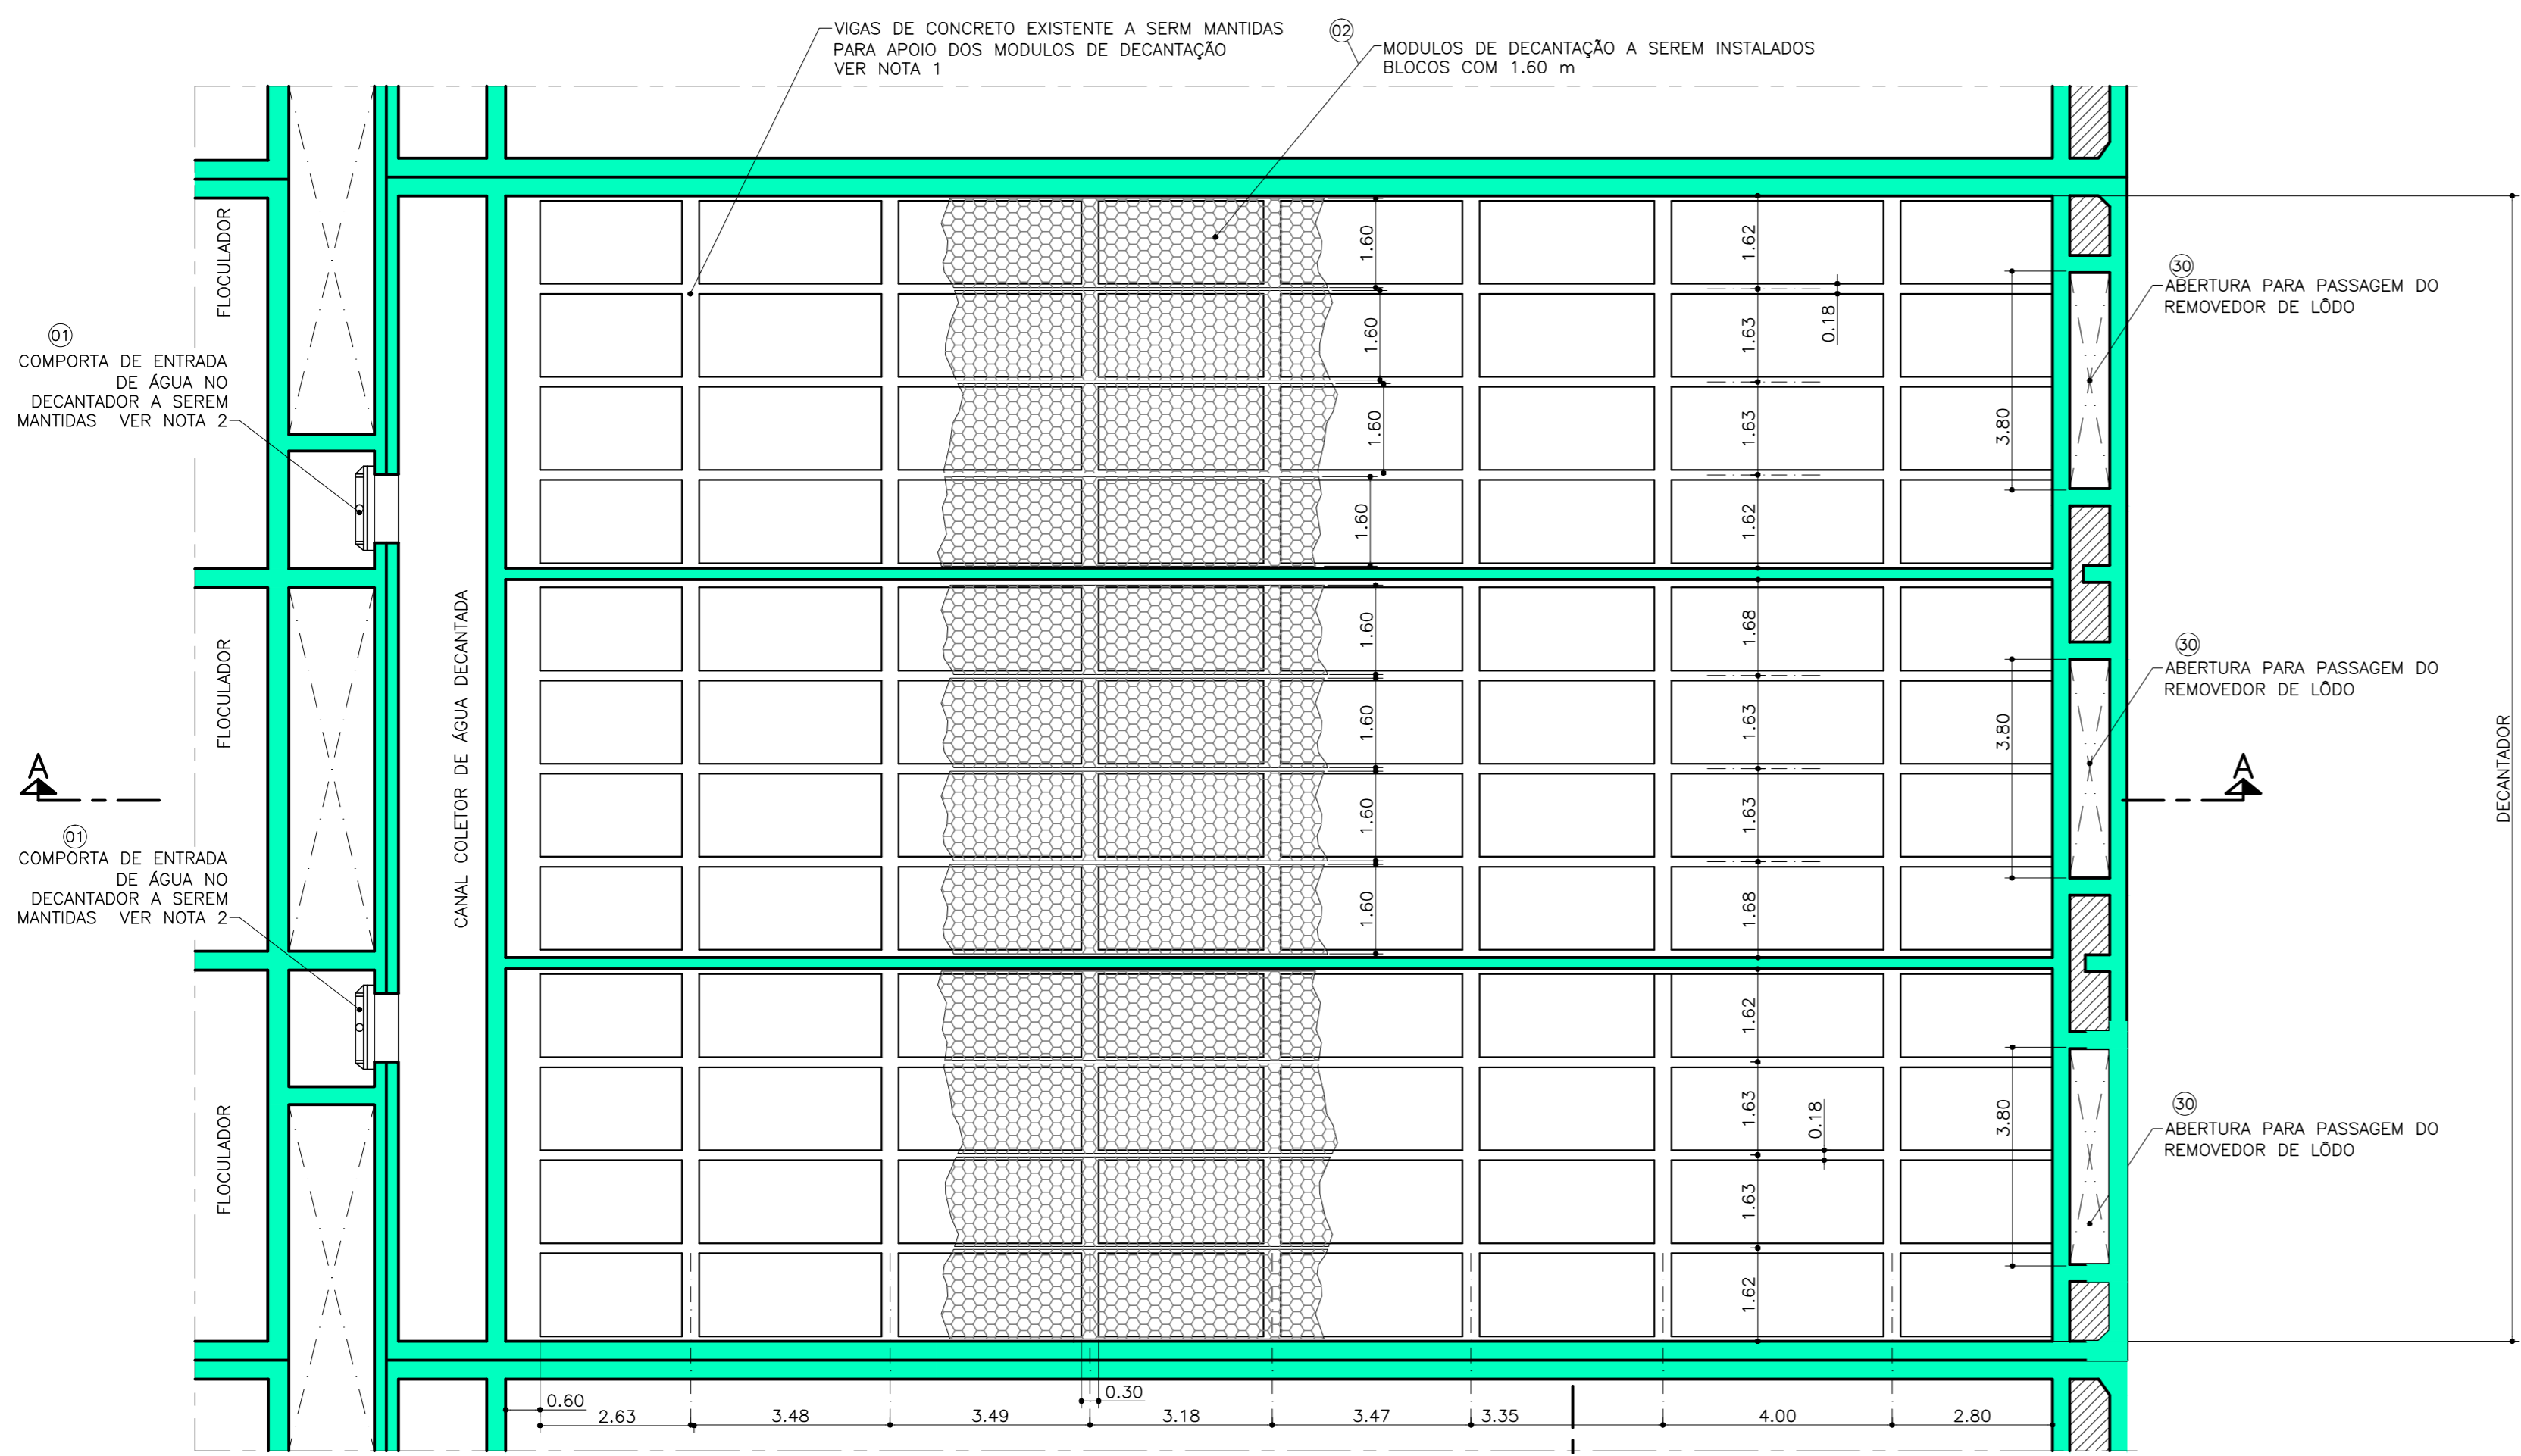 VIGAS DE CONCRETO EXISTENTE A SERM MANTIDAS
PARA APOIO DOS MODULOS DE DECANTAÇÃO
VER NOTA 1
02
MODULOS DE DECANTAÇÃO A SEREM INSTALADOS
BLOCOS COM 1.60 m
FLOCULADOR
01
COMPORTA DE ENTRADA
DE ÁGUA NO
DECANTADOR A SEREM
MANTIDAS VER NOTA 2
1.60
1.60
1.60
1.60
1.62
1.63
1.63
1.62
0.18
3.80
30
ABERTURA PARA PASSAGEM DO
REMOVEDOR DE LÔDO
FLOCULADOR
CANAL COLETOR DE ÁGUA DECANTADA
1.60
1.60
1.60
1.60
1.68
1.63
1.63
1.68
3.80
30
ABERTURA PARA PASSAGEM DO
REMOVEDOR DE LÔDO
DECANTADOR
A
A
01
COMPORTA DE ENTRADA
DE ÁGUA NO
DECANTADOR A SEREM
MANTIDAS VER NOTA 2
FLOCULADOR
1.62
1.63
1.63
1.62
0.18
3.80
30
ABERTURA PARA PASSAGEM DO
REMOVEDOR DE LÔDO
0.60
0.30
2.63
3.48
3.49
3.18
3.47
3.35
4.00
2.80